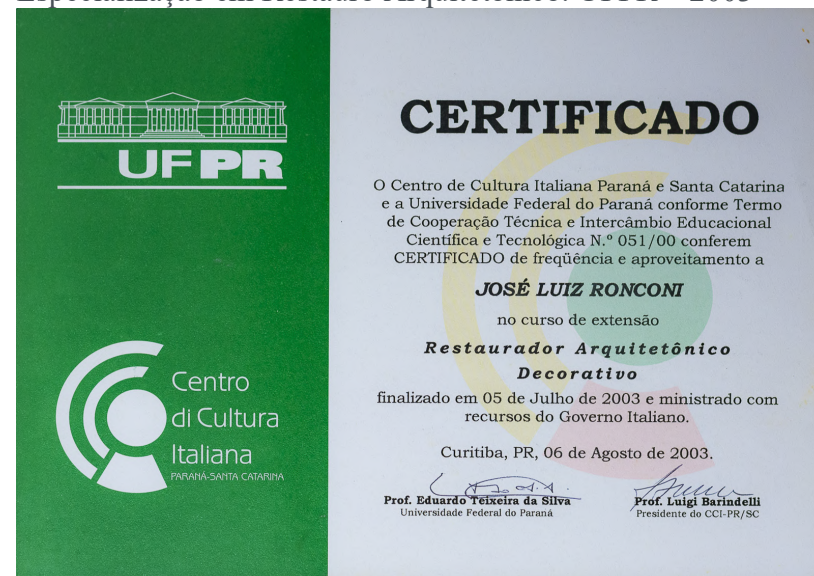 UFPR
Centro
di Cultura
Italiana
PARANÁ-SANTA CATARINA
CERTIFICADO
O Centro de Cultura Italiana Paraná e Santa Catarina
e a Universidade Federal do Paraná conforme Termo
de Cooperação Técnica e Intercâmbio Educacional
Científica e Tecnológica N.º 051/00 conferem
CERTIFICADO de freqüência e aproveitamento a
JOSÉ LUIZ RONCONI
no curso de extensão
Restaurador Arquitetônico
Decorativo
finalizado em 05 de Julho de 2003 e ministrado com
recursos do Governo Italiano.
Curitiba, PR, 06 de Agosto de 2003.
Prof. Eduardo Teixeira da Silva
Universidade Federal do Paraná
Prof. Luigi Barindelli
Presidente do CCI-PR/SC